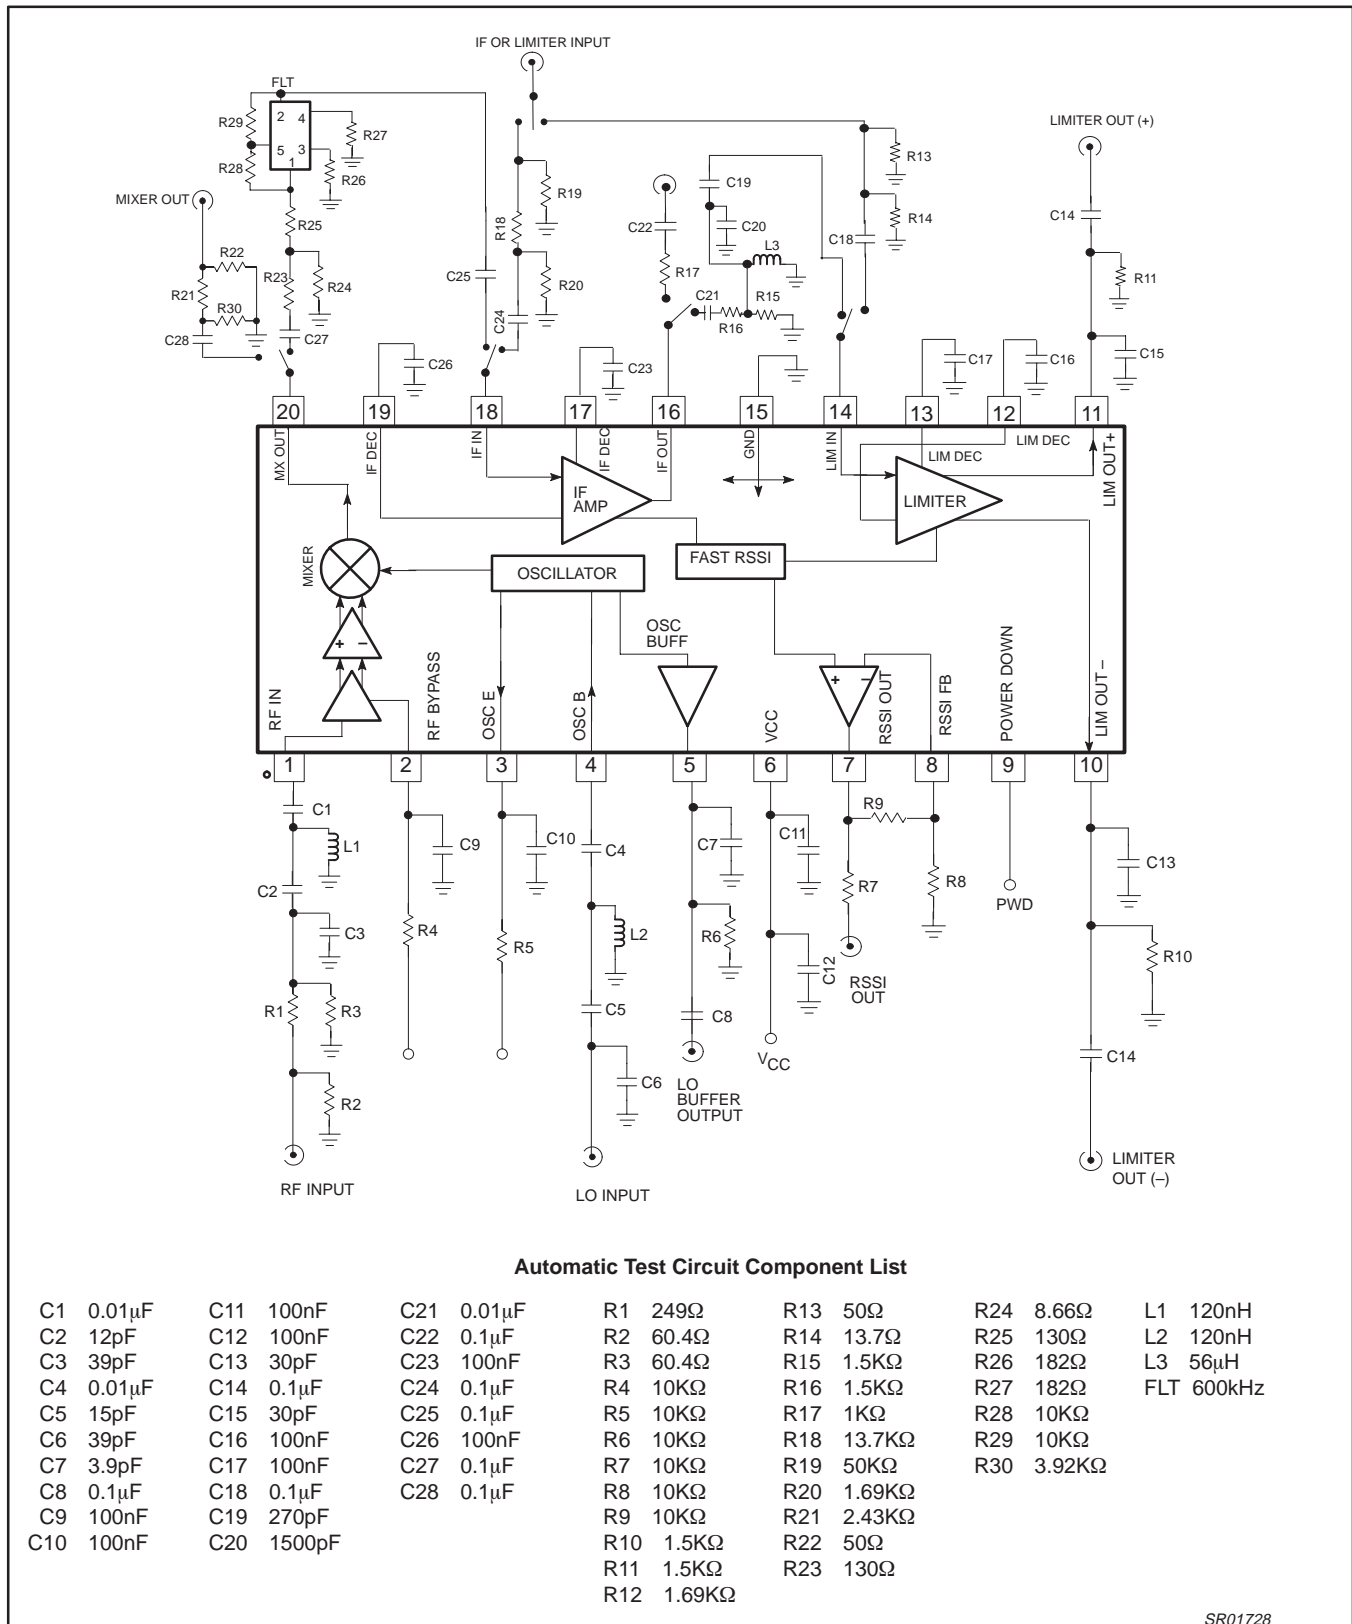 IF OR LIMITER INPUT
FLT
2 4
5 3
1
R29
R28
R27
R26
MIXER OUT
R25
R22
R21
R30
C28
R23
R24
C27
C26
C25
R18
R19
R20
C24
C23
C22
R17
C19
C20
L3
C21
R16
R15
C18
R13
R14
LIMITER OUT (+)
C14
R11
C15
C17
C16
20 19 18 17 16 15 14 13 12 11
MX OUT
IF DEC
IF IN
IF DEC
IF OUT
GND
LIM IN
LIM DEC
LIM DEC
LIM OUT+
IF
AMP
LIMITER
MIXER
OSCILLATOR
FAST RSSI
+ –
RF IN
RF BYPASS
OSC E
OSC B
OSC
BUFF
VCC
+ –
RSSI OUT
RSSI FB
POWER DOWN
LIM OUT –
1 2 3 4 5 6 7 8 9 10
C1
L1
C2
C3
R1
R3
R2
RF INPUT
C9
R4
C10
R5
C4
L2
C5
C6
LO INPUT
C7
R6
C8
LO
BUFFER
OUTPUT
C11
C12
VCC
R9
R7
R8
RSSI
OUT
PWD
C13
R10
C14
LIMITER
OUT (–)
Automatic Test Circuit Component List
C1 0.01µF C11 100nF C21 0.01µF R1 249Ω R13 50Ω R24 8.66Ω L1 120nH
C2 12pF C12 100nF C22 0.1µF R2 60.4Ω R14 13.7Ω R25 130Ω L2 120nH
C3 39pF C13 30pF C23 100nF R3 60.4Ω R15 1.5KΩ R26 182Ω L3 56µH
C4 0.01µF C14 0.1µF C24 0.1µF R4 10KΩ R16 1.5KΩ R27 182Ω FLT 600kHz
C5 15pF C15 30pF C25 0.1µF R5 10KΩ R17 1KΩ R28 10KΩ
C6 39pF C16 100nF C26 100nF R6 10KΩ R18 13.7KΩ R29 10KΩ
C7 3.9pF C17 100nF C27 0.1µF R7 10KΩ R19 50KΩ R30 3.92KΩ
C8 0.1µF C18 0.1µF C28 0.1µF R8 10KΩ R20 1.69KΩ
C9 100nF C19 270pF R9 10KΩ R21 2.43KΩ
C10 100nF C20 1500pF R10 1.5KΩ R22 50Ω
R11 1.5KΩ R23 130Ω
R12 1.69KΩ
SR01728